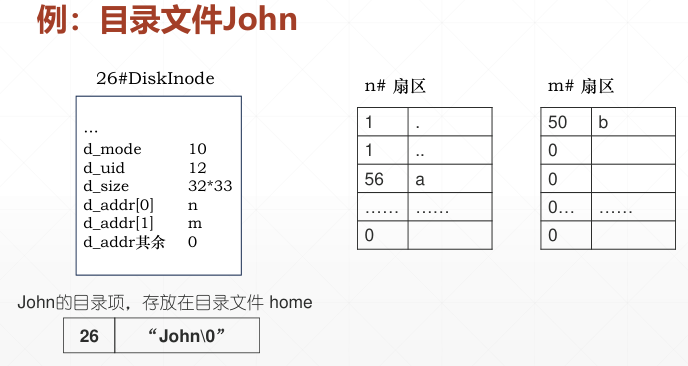 例：目录文件John
26#DiskInode
...
d_mode 10
d_uid 12
d_size 32*33
d_addr[0] n
d_addr[1] m
d_addr其余 0
John的目录项，存放在目录文件 home
26 “John\0”
n# 扇区
1 .
1 ..
56 a
…… ……
0
m# 扇区
50 b
0
0
0… ……
0